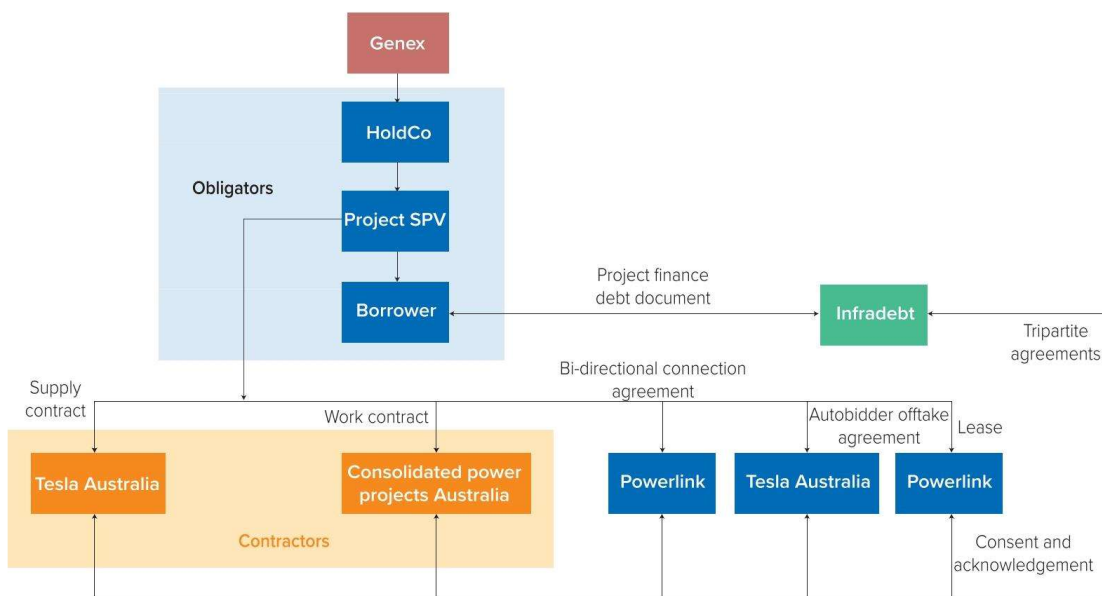 Genex
HoldCo
Obligators
Project SPV
Borrower
Project finance
debt document
Infradebt
Tripartite
agreements
Supply
contract
Work contract
Bi-directional connection
agreement
Autobidder offtake
agreement
Lease
Tesla Australia
Consolidated power
projects Australia
Powerlink
Tesla Australia
Powerlink
Contractors
Consent and
acknowledgement